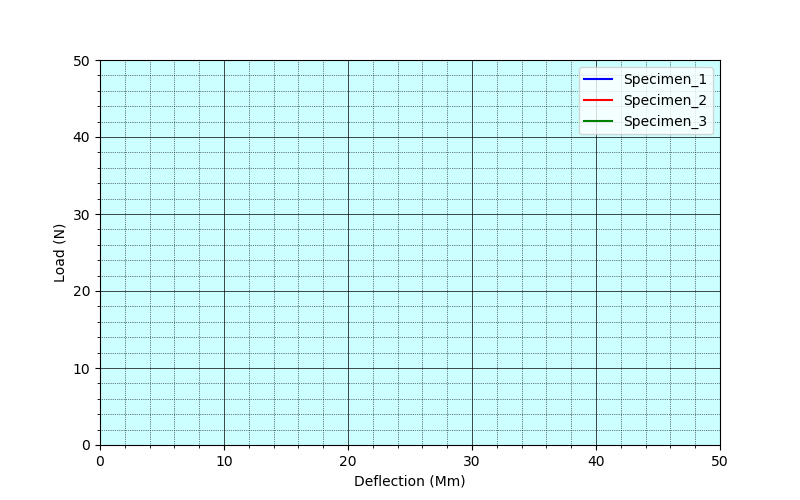 50
40
30
20
10
0
Load (N)
Specimen_1
Specimen_2
Specimen_3
0 10 20 30 40 50
Deflection (Mm)